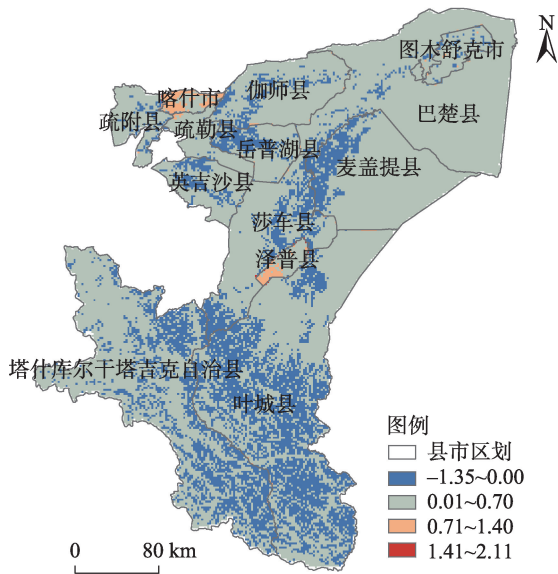 N
图木舒克市
伽师县
喀什市
巴楚县
疏附县
疏勒县
岳普湖县
麦盖提县
英吉沙县
莎车县
泽普县
塔什库尔干塔吉克自治县
叶城县
图例
县市区划
−1.35~0.00
0.01~0.70
0.71~1.40
1.41~2.11
0 80 km